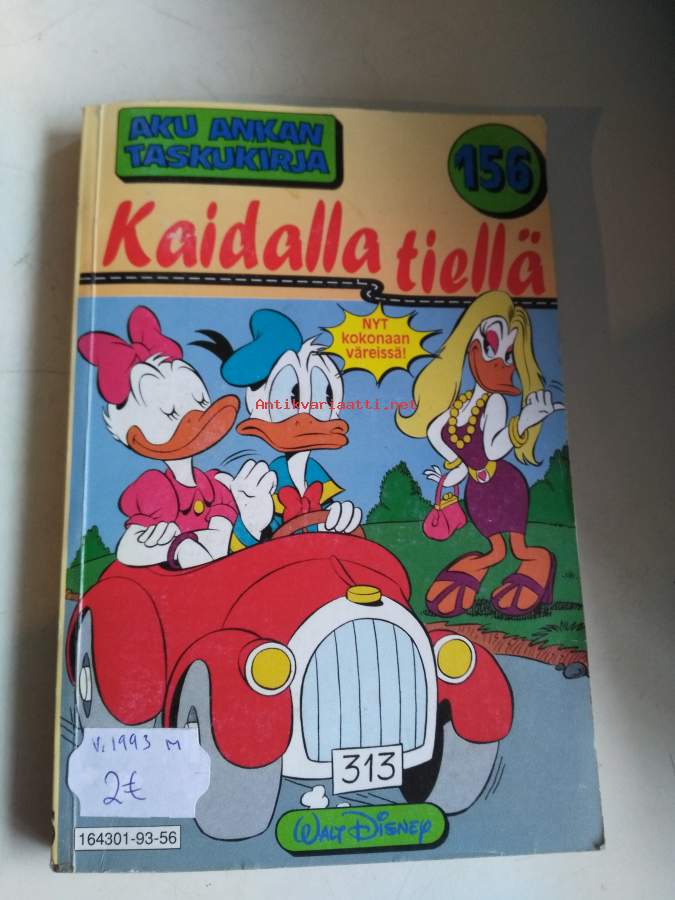 AKU ANKAN
TASKUKIRJA
156
Kaidalla tiellä
NYT
kokonaan
väreissä!
Antikvariaatti.net
313
V. 1993 M
2€
164301-93-56
WALT DISNEY